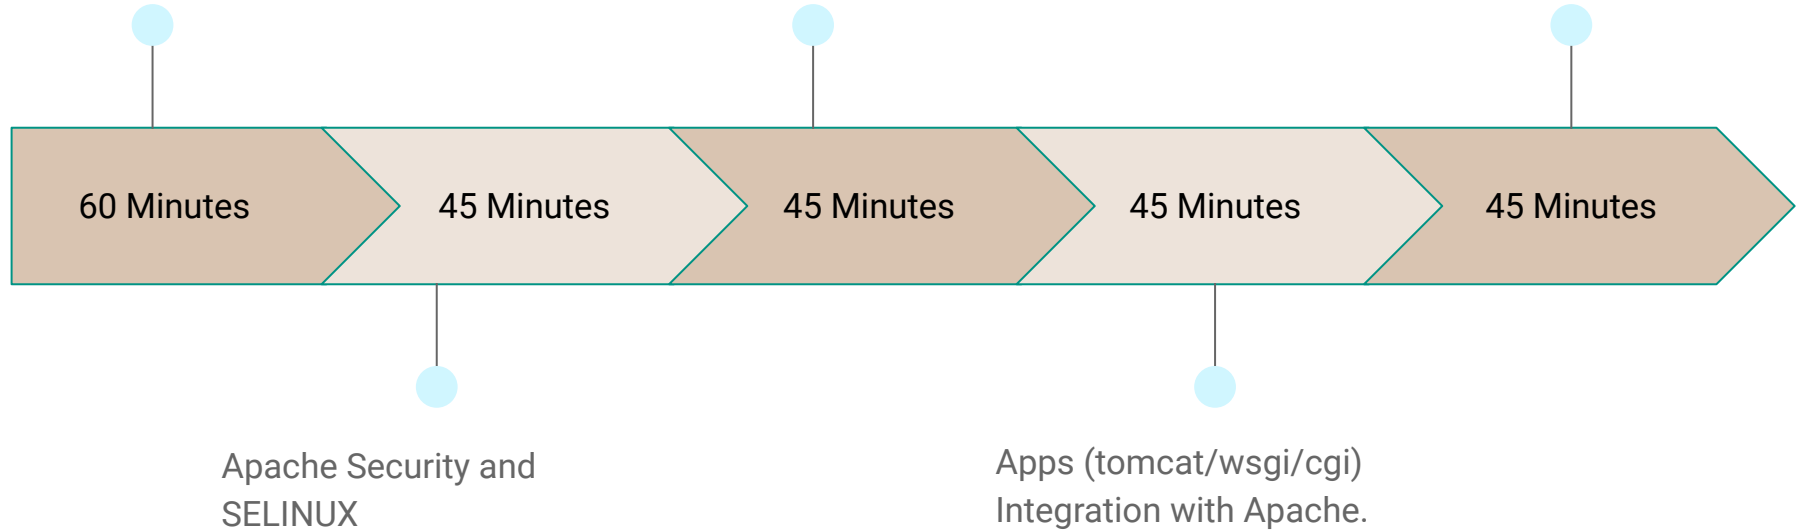 60 Minutes
45 Minutes
45 Minutes
45 Minutes
45 Minutes
Apache Security and
SELINUX
Apps (tomcat/wsgi/cgi)
Integration with Apache.